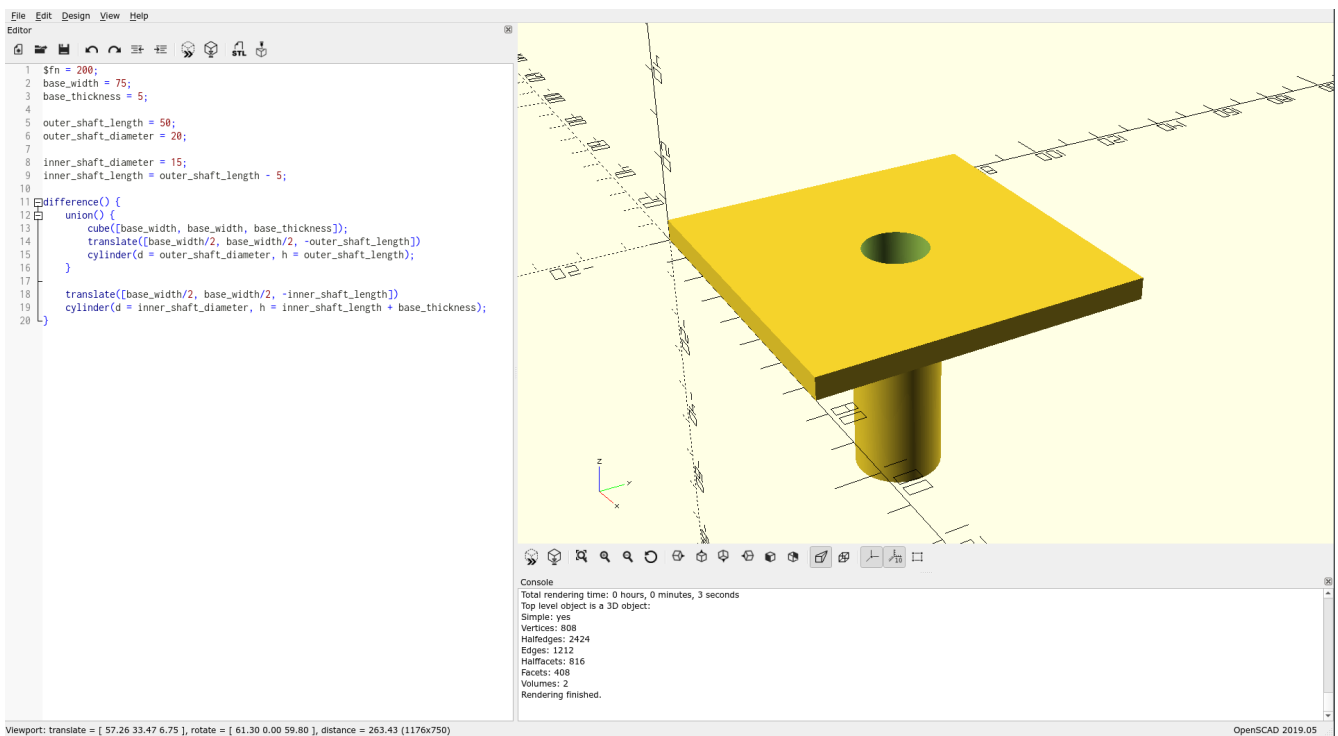 File Edit Design View Help
Editor
STL
1 $fn = 200;
2 base_width = 75;
3 base_thickness = 5;
4
5 outer_shaft_length = 50;
6 outer_shaft_diameter = 20;
7
8 inner_shaft_diameter = 15;
9 inner_shaft_length = outer_shaft_length - 5;
10
11 difference() {
12 union() {
13 cube([base_width, base_width, base_thickness]);
14 translate([base_width/2, base_width/2, -outer_shaft_length])
15 cylinder(d = outer_shaft_diameter, h = outer_shaft_length);
16 }
17
18 translate([base_width/2, base_width/2, -inner_shaft_length])
19 cylinder(d = inner_shaft_diameter, h = inner_shaft_length + base_thickness);
20 }
z
y
x
10
Console
Total rendering time: 0 hours, 0 minutes, 3 seconds
Top level object is a 3D object:
Simple: yes
Vertices: 808
Halfedges: 2424
Edges: 1212
Halffacets: 816
Facets: 408
Volumes: 2
Rendering finished.
Viewport: translate = [ 57.26 33.47 6.75 ], rotate = [ 61.30 0.00 59.80 ], distance = 263.43 (1176x750)
OpenSCAD 2019.05